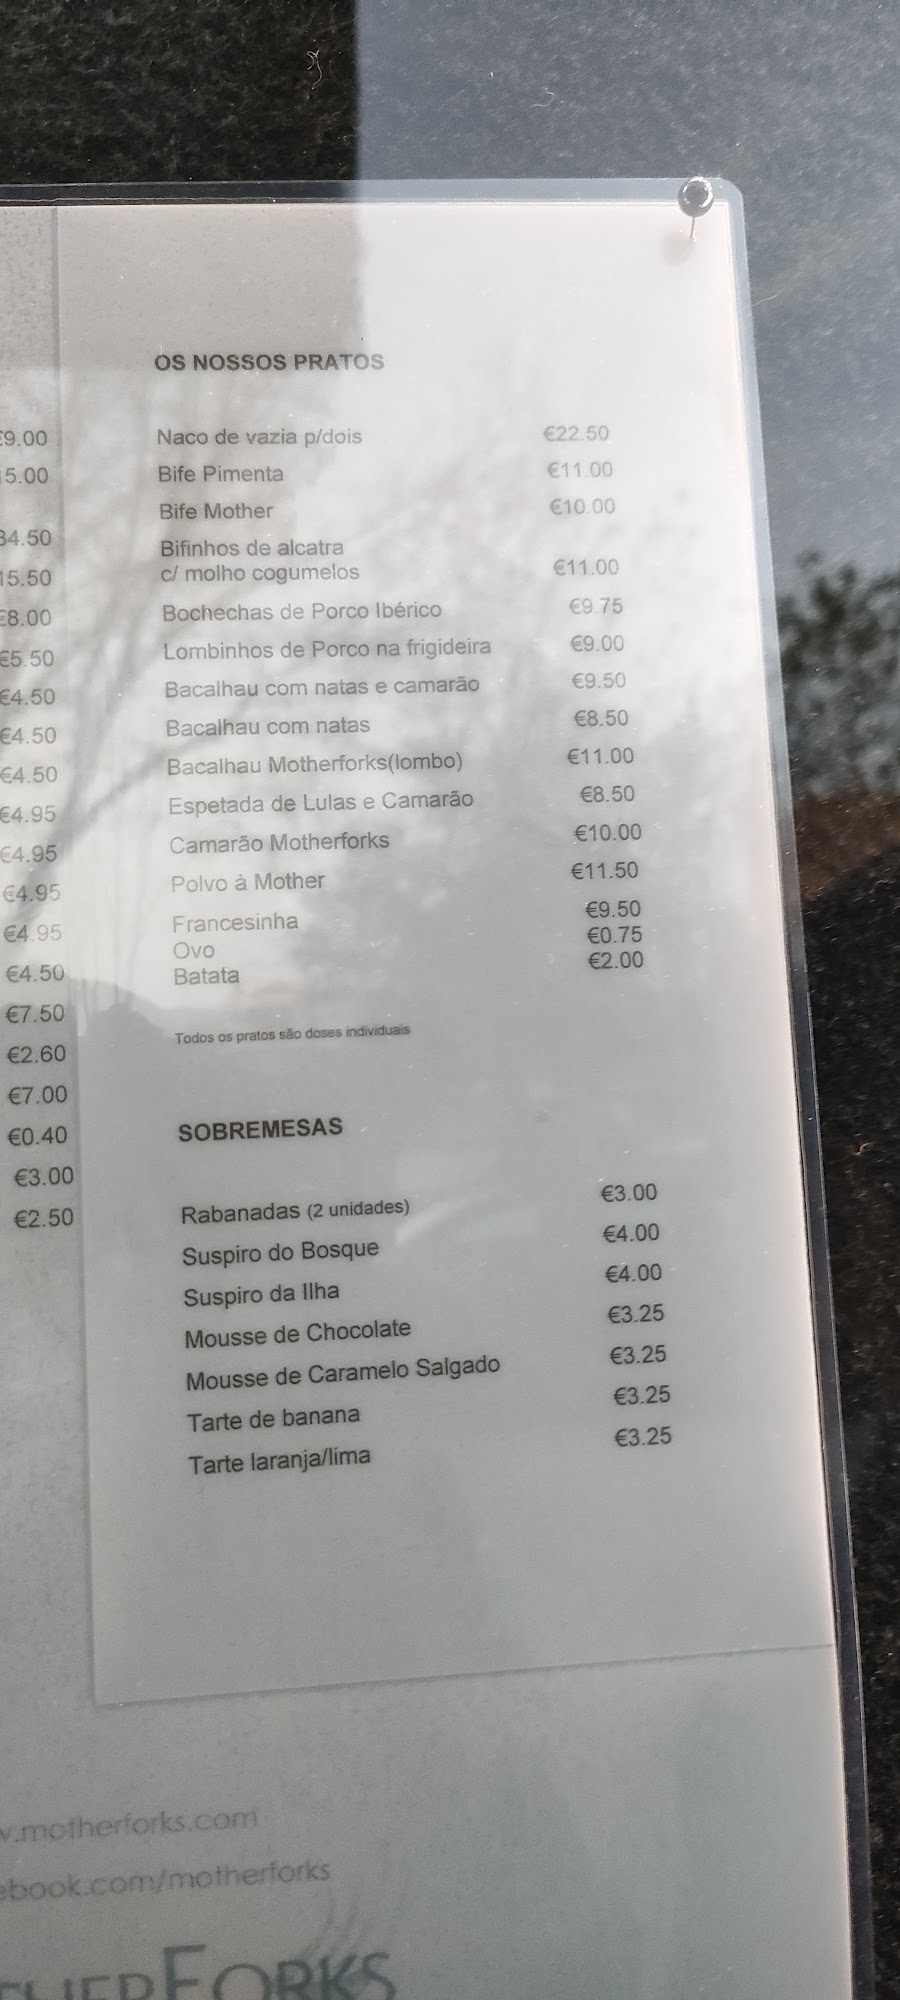 €9.00
15.00
34.50
15.50
€8.00
€5.50
€4.50
€4.50
€4.50
€4.95
€4.95
€4.95
€4.95
€4.50
€7.50
€2.60
€7.00
€0.40
€3.00
€2.50
OS NOSSOS PRATOS
Naco de vazia p/dois €22.50
Bife Pimenta €11.00
Bife Mother €10.00
Bifinhos de alcatra
c/ molho cogumelos €11.00
Bochechas de Porco Ibérico €9.75
Lombinhos de Porco na frigideira €9.00
Bacalhau com natas e camarão €9.50
Bacalhau com natas €8.50
Bacalhau Motherforks(lombo) €11.00
Espetada de Lulas e Camarão €8.50
Camarão Motherforks €10.00
Polvo à Mother €11.50
Francesinha €9.50
Ovo €0.75
Batata €2.00
Todos os pratos são doses individuais
SOBREMESAS
Rabanadas (2 unidades) €3.00
Suspiro do Bosque €4.00
Suspiro da Ilha €4.00
Mousse de Chocolate €3.25
Mousse de Caramelo Salgado €3.25
Tarte de banana €3.25
Tarte laranja/lima €3.25
w.motherforks.com
ebook.com/motherforks
THERFORKS